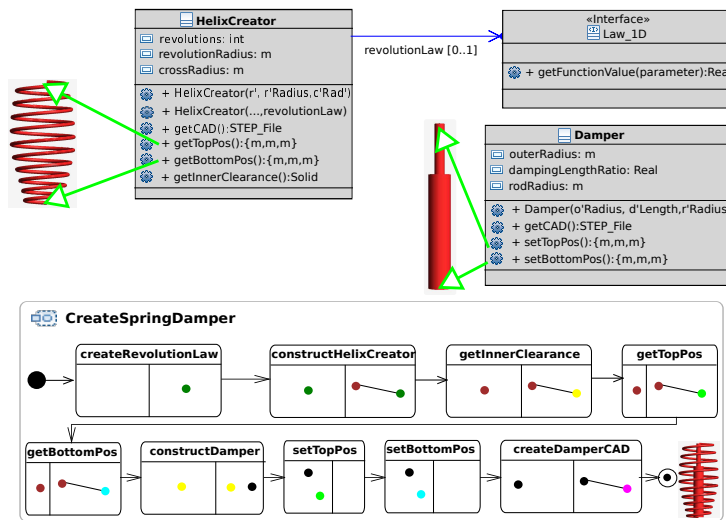 HelixCreator
revolutions: int
revolutionRadius: m
crossRadius: m
+ HelixCreator(r', r'Radius,c'Rad')
+ HelixCreator(...,revolutionLaw)
+ getCAD():STEP_File
+ getTopPos():{m,m,m}
+ getBottomPos():{m,m,m}
+ getInnerClearance():Solid
revolutionLaw [0..1]
«Interface»
Law_1D
+ getFunctionValue(parameter):Rea
Damper
outerRadius: m
dampingLengthRatio: Real
rodRadius: m
+ Damper(o'Radius, d'Length,r'Radius
+ getCAD():STEP_File
+ setTopPos():{m,m,m}
+ setBottomPos():{m,m,m}
CreateSpringDamper
createRevolutionLaw
constructHelixCreator
getInnerClearance
getTopPos
getBottomPos
constructDamper
setTopPos
setBottomPos
createDamperCAD